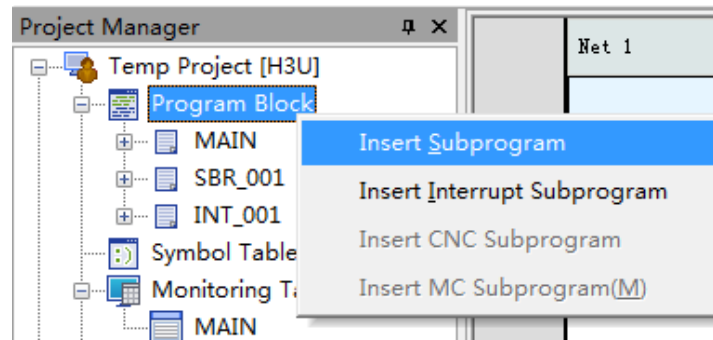 Project Manager
Net 1
Temp Project [H3U]
Program Block
MAIN
Insert Subprogram
SBR_001
Insert Interrupt Subprogram
INT_001
Insert CNC Subprogram
Symbol Table
Insert MC Subprogram(M)
Monitoring
MAIN